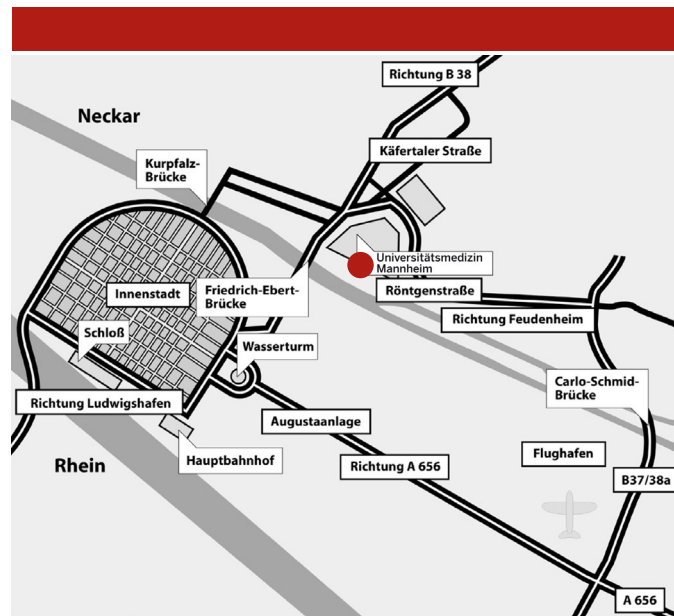 Richtung B 38
Neckar
Käfertaler Straße
Kurpfalz-
Brücke
Universitätsmedizin
Mannheim
Innenstadt
Friedrich-Ebert-
Brücke
Röntgenstraße
Richtung Feudenheim
Schloß
Wasserturm
Carlo-Schmid-
Brücke
Richtung Ludwigshafen
Augustaanlage
Rhein
Hauptbahnhof
Richtung A 656
Flughafen
B37/38a
A 656